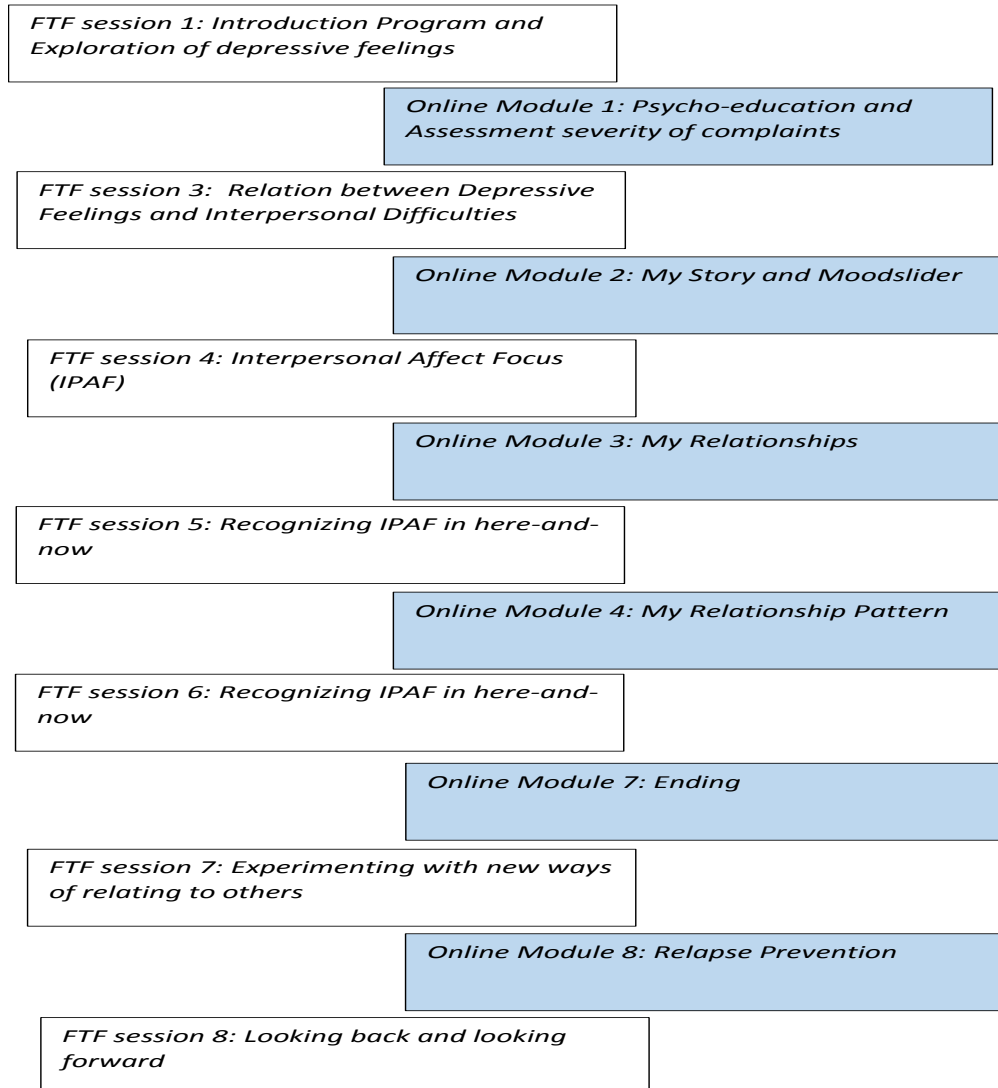 FTF session 1: Introduction Program and
Exploration of depressive feelings
Online Module 1: Psycho-education and
Assessment severity of complaints
FTF session 3:  Relation between Depressive
Feelings and Interpersonal Difficulties
Online Module 2: My Story and Moodslider
FTF session 4: Interpersonal Affect Focus
(IPAF)
Online Module 3: My Relationships
FTF session 5: Recognizing IPAF in here-and-
now
Online Module 4: My Relationship Pattern
FTF session 6: Recognizing IPAF in here-and-
now
Online Module 7: Ending
FTF session 7: Experimenting with new ways
of relating to others
Online Module 8: Relapse Prevention
FTF session 8: Looking back and looking
forward